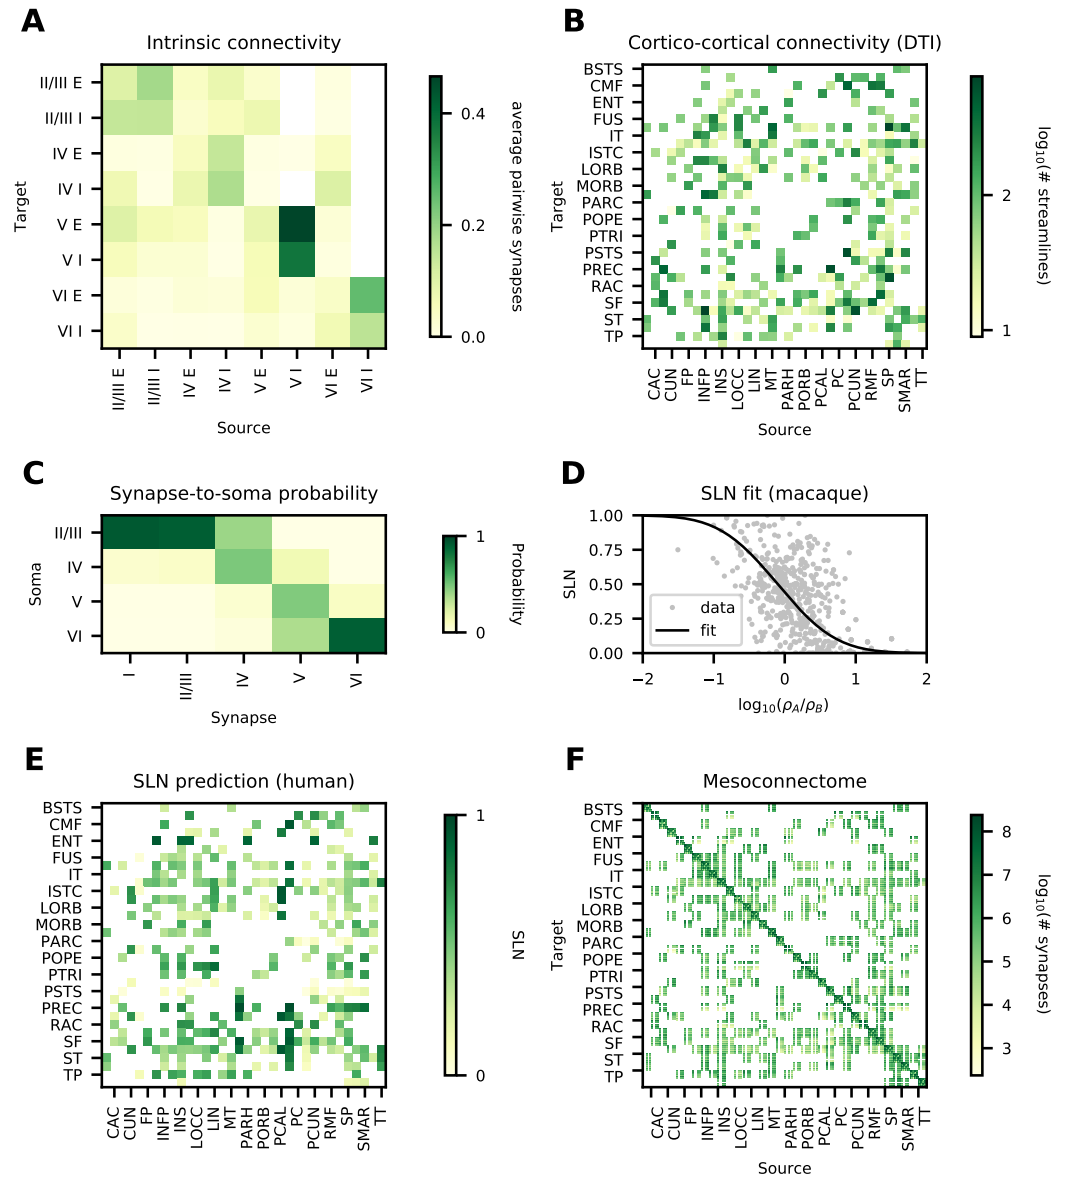 A
Intrinsic connectivity
Target
II/III E
II/III I
IV E
IV I
V E
V I
VI E
VI I
II/III E
II/III I
IV E
IV I
V E
V I
VI E
VI I
Source
0.4
0.2
0.0
average pairwise synapses
B
Cortico-cortical connectivity (DTI)
Target
BSTS
CMF
ENT
FUS
IT
ISTC
LORB
MORB
PARC
POPE
PTRI
PSTS
PREC
RAC
SF
ST
TP
CAC
CUN
FP
INFP
INS
LOCC
LIN
MT
PARH
PORB
PCAL
PC
PCUN
RMF
SP
SMAR
TT
Source
2
1
log10(# streamlines)
C
Synapse-to-soma probability
Soma
II/III
IV
V
VI
I
II/III
IV
V
VI
Synapse
1
0
Probability
D
SLN fit (macaque)
SLN
1.00
0.75
0.50
0.25
0.00
data
fit
−2
−1
0
1
2
log10(ρA/ρB)
E
SLN prediction (human)
BSTS
CMF
ENT
FUS
IT
ISTC
LORB
MORB
PARC
POPE
PTRI
PSTS
PREC
RAC
SF
ST
TP
CAC
CUN
FP
INFP
INS
LOCC
LIN
MT
PARH
PORB
PCAL
PC
PCUN
RMF
SP
SMAR
TT
1
0
SLN
F
Mesoconnectome
Target
BSTS
CMF
ENT
FUS
IT
ISTC
LORB
MORB
PARC
POPE
PTRI
PSTS
PREC
RAC
SF
ST
TP
CAC
CUN
FP
INFP
INS
LOCC
LIN
MT
PARH
PORB
PCAL
PC
PCUN
RMF
SP
SMAR
TT
Source
8
7
6
5
4
3
log10(# synapses)